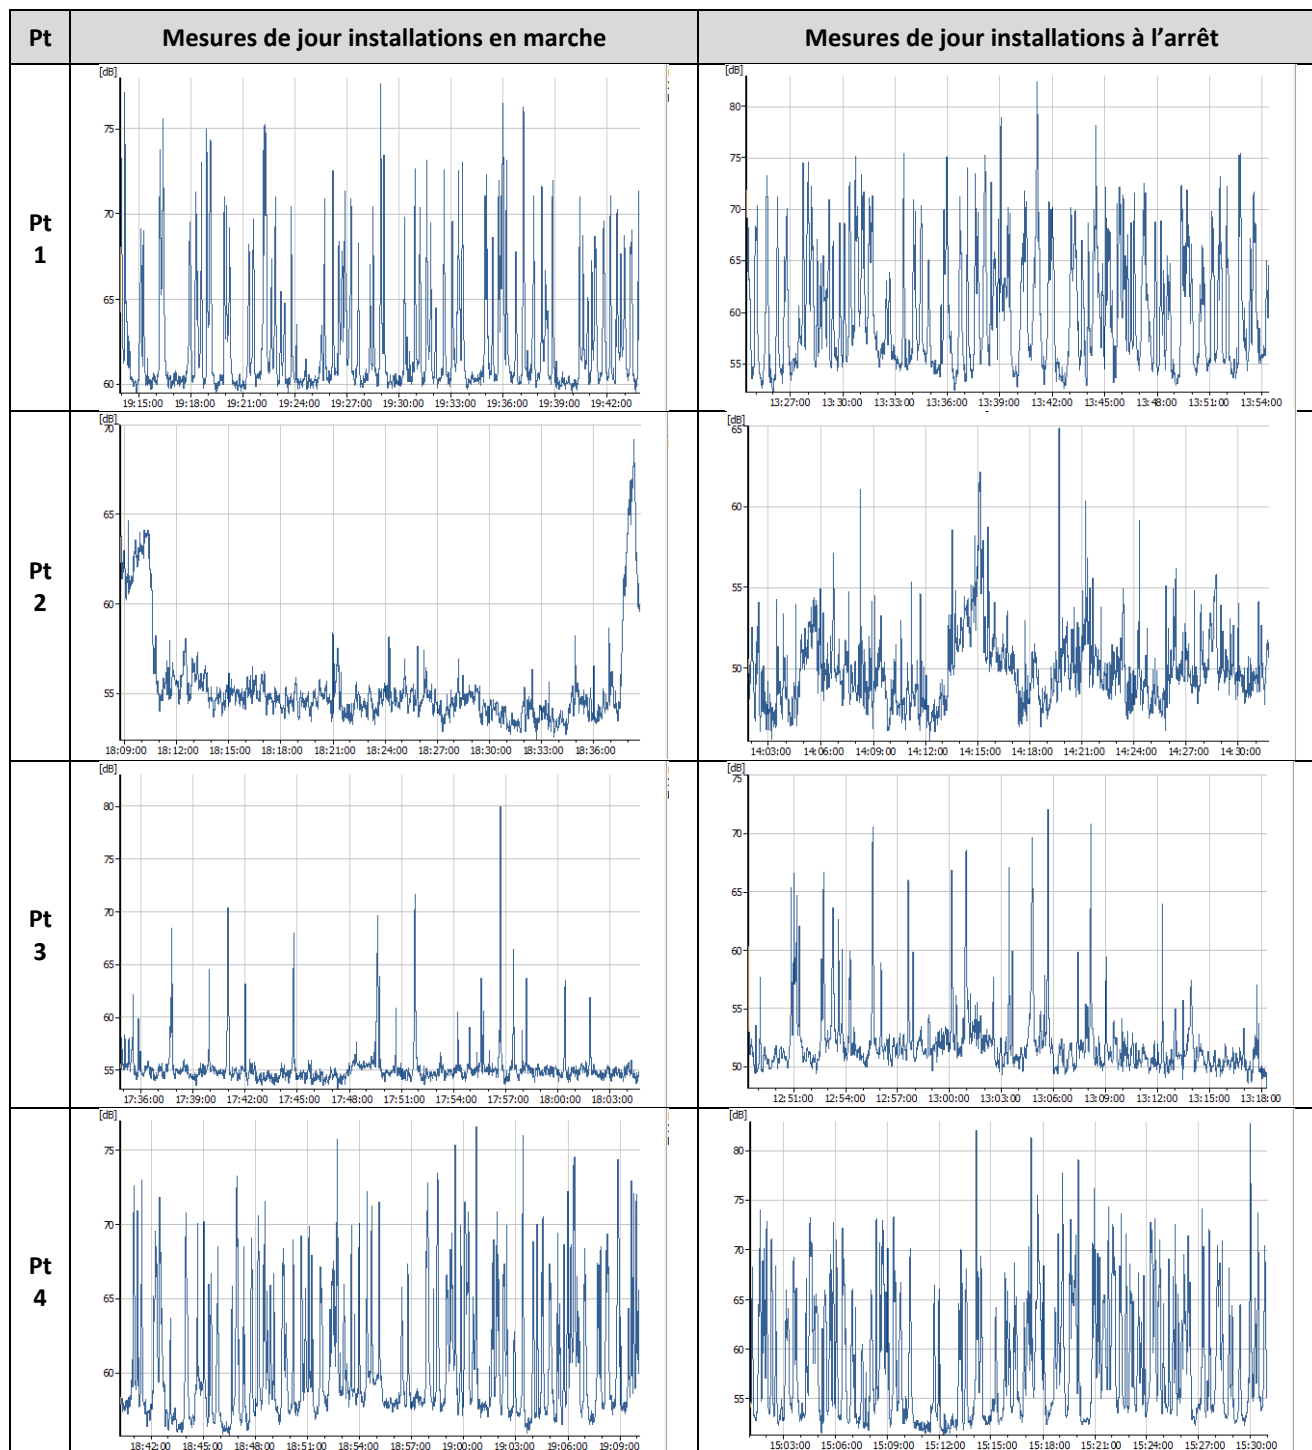 Pt Mesures de jour installations en marche Mesures de jour installations à l'arrêt
Pt 1
[dB]
75
70
65
60
19:15:00 19:18:00 19:21:00 19:24:00 19:27:00 19:30:00 19:33:00 19:36:00 19:39:00 19:42:00
[dB]
80
75
70
65
60
55
13:27:00 13:30:00 13:33:00 13:36:00 13:39:00 13:42:00 13:45:00 13:48:00 13:51:00 13:54:00
Pt 2
[dB]
70
65
60
55
18:09:00 18:12:00 18:15:00 18:18:00 18:21:00 18:24:00 18:27:00 18:30:00 18:33:00 18:36:00
[dB]
65
60
55
50
14:03:00 14:06:00 14:09:00 14:12:00 14:15:00 14:18:00 14:21:00 14:24:00 14:27:00 14:30:00
Pt 3
[dB]
80
75
70
65
60
55
17:36:00 17:39:00 17:42:00 17:45:00 17:48:00 17:51:00 17:54:00 17:57:00 18:00:00 18:03:00
[dB]
75
70
65
60
55
50
12:51:00 12:54:00 12:57:00 13:00:00 13:03:00 13:06:00 13:09:00 13:12:00 13:15:00 13:18:00
Pt 4
[dB]
75
70
65
60
18:42:00 18:45:00 18:48:00 18:51:00 18:54:00 18:57:00 19:00:00 19:03:00 19:06:00 19:09:00
[dB]
80
75
70
65
60
55
15:03:00 15:06:00 15:09:00 15:12:00 15:15:00 15:18:00 15:21:00 15:24:00 15:27:00 15:30:00